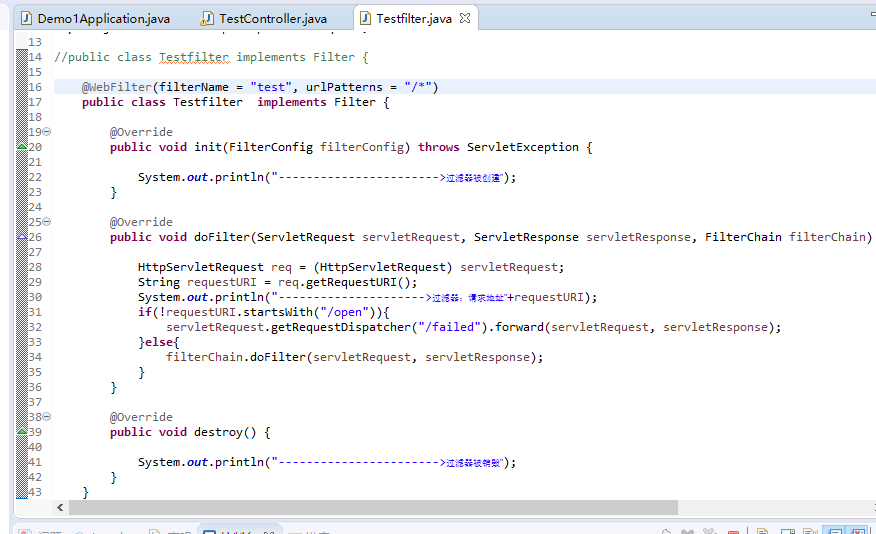 Demo1Application.java TestController.java Testfilter.java
13
14 //public class Testfilter implements Filter {
15
16 @WebFilter(filterName = "test", urlPatterns = "/*")
17 public class Testfilter  implements Filter {
18
19 @Override
20 public void init(FilterConfig filterConfig) throws ServletException {
21
22 System.out.println("----------------------->过滤器被创建");
23 }
24
25 @Override
26 public void doFilter(ServletRequest servletRequest, ServletResponse servletResponse, FilterChain filterChain)
27
28 HttpServletRequest req = (HttpServletRequest) servletRequest;
29 String requestURI = req.getRequestURI();
30 System.out.println("--------------------->过滤器：请求地址"+requestURI);
31 if(!requestURI.startsWith("/open")){
32 servletRequest.getRequestDispatcher("/failed").forward(servletRequest, servletResponse);
33 }else{
34 filterChain.doFilter(servletRequest, servletResponse);
35 }
36 }
37
38 @Override
39 public void destroy() {
40
41 System.out.println("----------------------->过滤器被销毁");
42 }
43 }